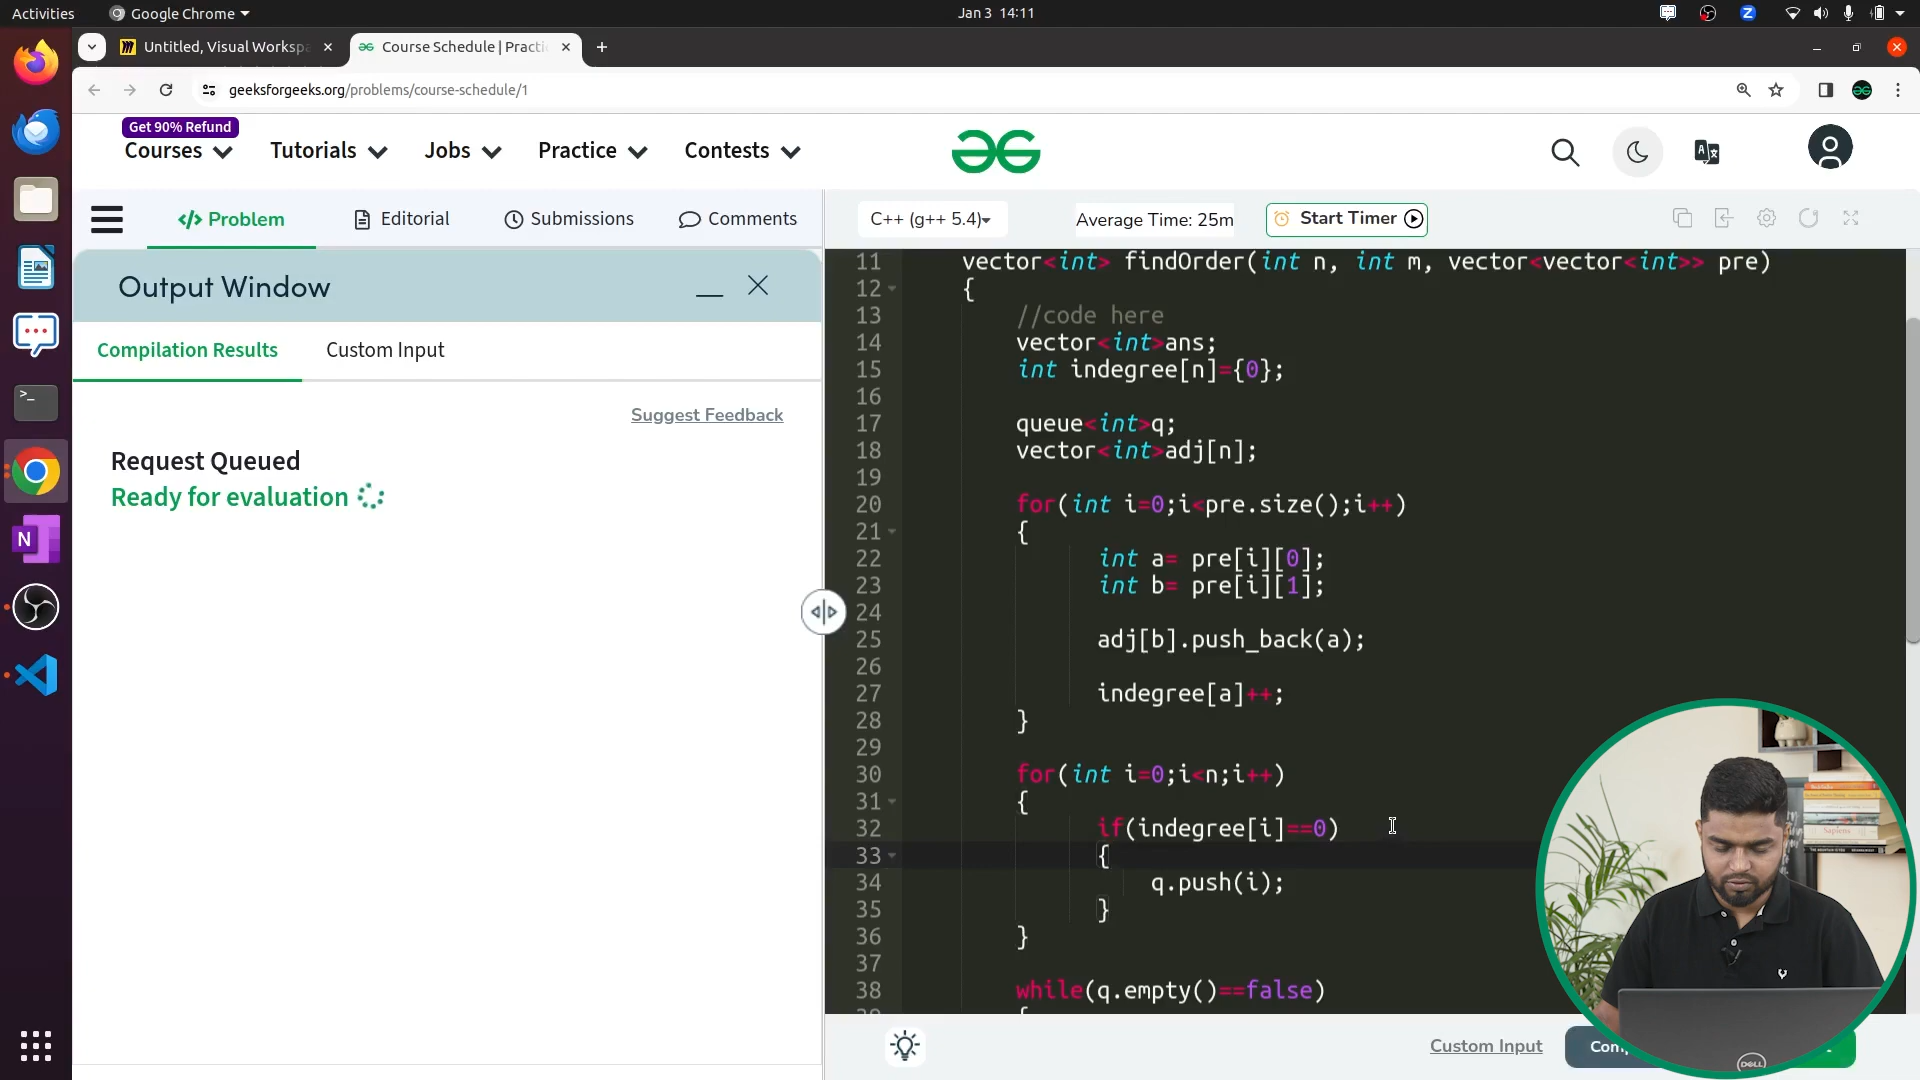 Activities
Google Chrome
Jan 3 14:11
Z
Untitled, Visual Workspa
Course Schedule | Practi
geeksforgeeks.org/problems/course-schedule/1
Get 90% Refund
Courses
Tutorials
Jobs
Practice
Contests
Problem
Editorial
Submissions
Comments
C++ (g++ 5.4)
Average Time: 25m
Start Timer
Output Window
Compilation Results
Custom Input
Suggest Feedback
Request Queued
Ready for evaluation
11 vector<int> findOrder(int n, int m, vector<vector<int>> pre)
12 {
13 //code here
14 vector<int>ans;
15 int indegree[n]={0};
16
17 queue<int>q;
18 vector<int>adj[n];
19
20 for(int i=0;i<pre.size();i++)
21 {
22 int a= pre[i][0];
23 int b= pre[i][1];
24
25 adj[b].push_back(a);
26
27 indegree[a]++;
28 }
29
30 for(int i=0;i<n;i++)
31 {
32 if(indegree[i]==0)
33 {
34 q.push(i);
35 }
36 }
37
38 while(q.empty()==false)
Custom Input
N
DELL
Sapiens